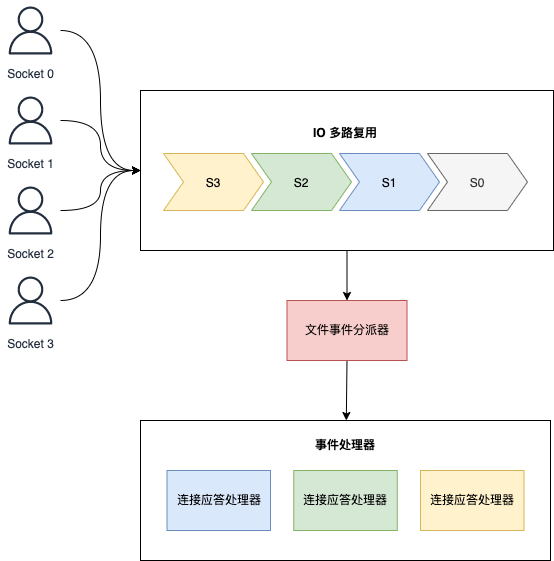 Socket 0
Socket 1
Socket 2
Socket 3
IO 多路复用
S3
S2
S1
S0
文件事件分派器
事件处理器
连接应答处理器
连接应答处理器
连接应答处理器